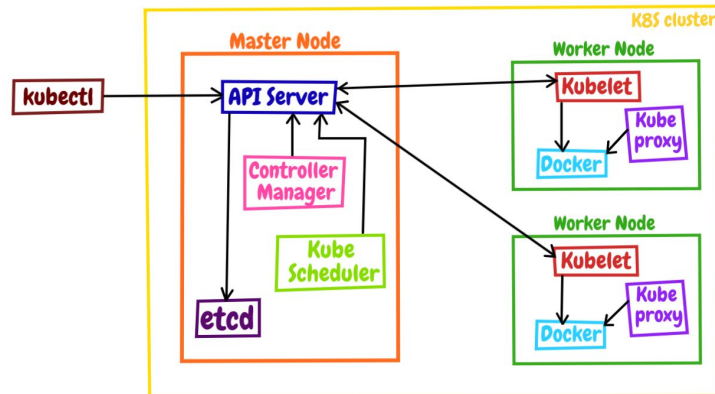 K8S cluster
Master Node
Worker Node
kubectl
API Server
Kubelet
Kube
proxy
Docker
Controller
Manager
Kube
Scheduler
etcd
Worker Node
Kubelet
Kube
proxy
Docker